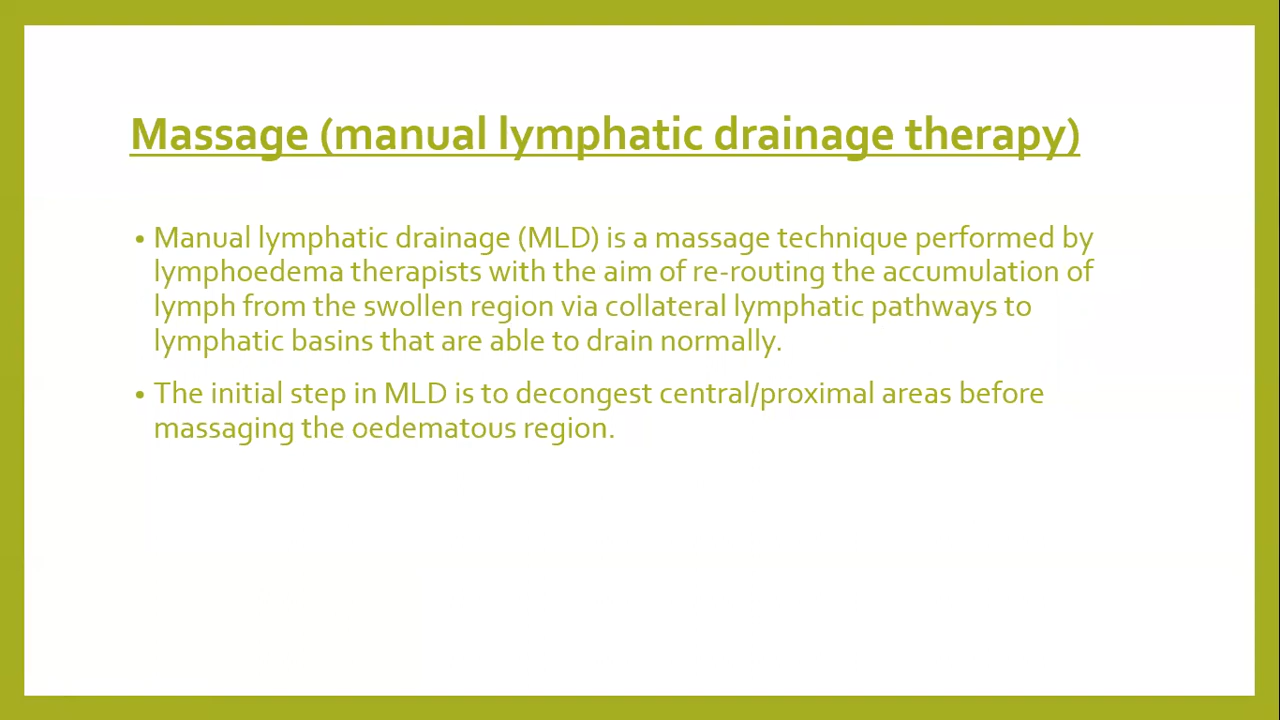 Massage (manual lymphatic drainage therapy)
• Manual lymphatic drainage (MLD) is a massage technique performed by
lymphoedema therapists with the aim of re-routing the accumulation of
lymph from the swollen region via collateral lymphatic pathways to
lymphatic basins that are able to drain normally.
• The initial step in MLD is to decongest central/proximal areas before
massaging the oedematous region.